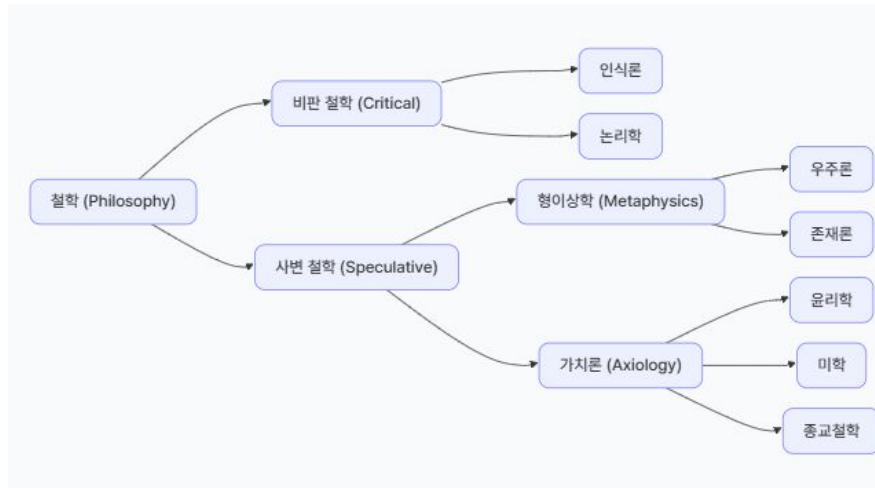 인식론
비판 철학 (Critical)
논리학
우주론
철학 (Philosophy)
형이상학 (Metaphysics)
존재론
사변 철학 (Speculative)
윤리학
가치론 (Axiology)
미학
종교철학